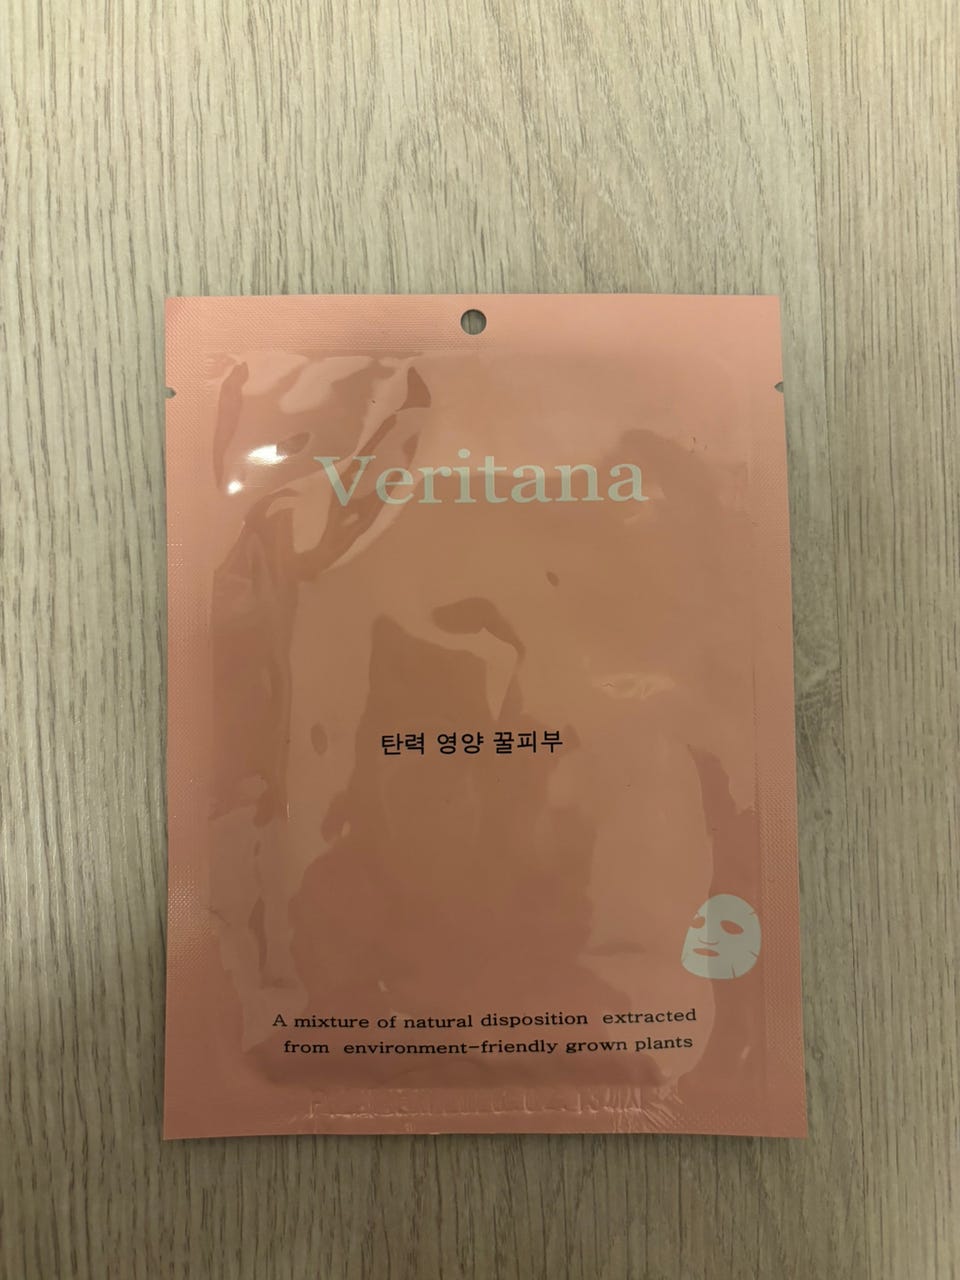 Veritana
탄력 영양 꿀피부
A mixture of natural disposition extracted
from environment-friendly grown plants